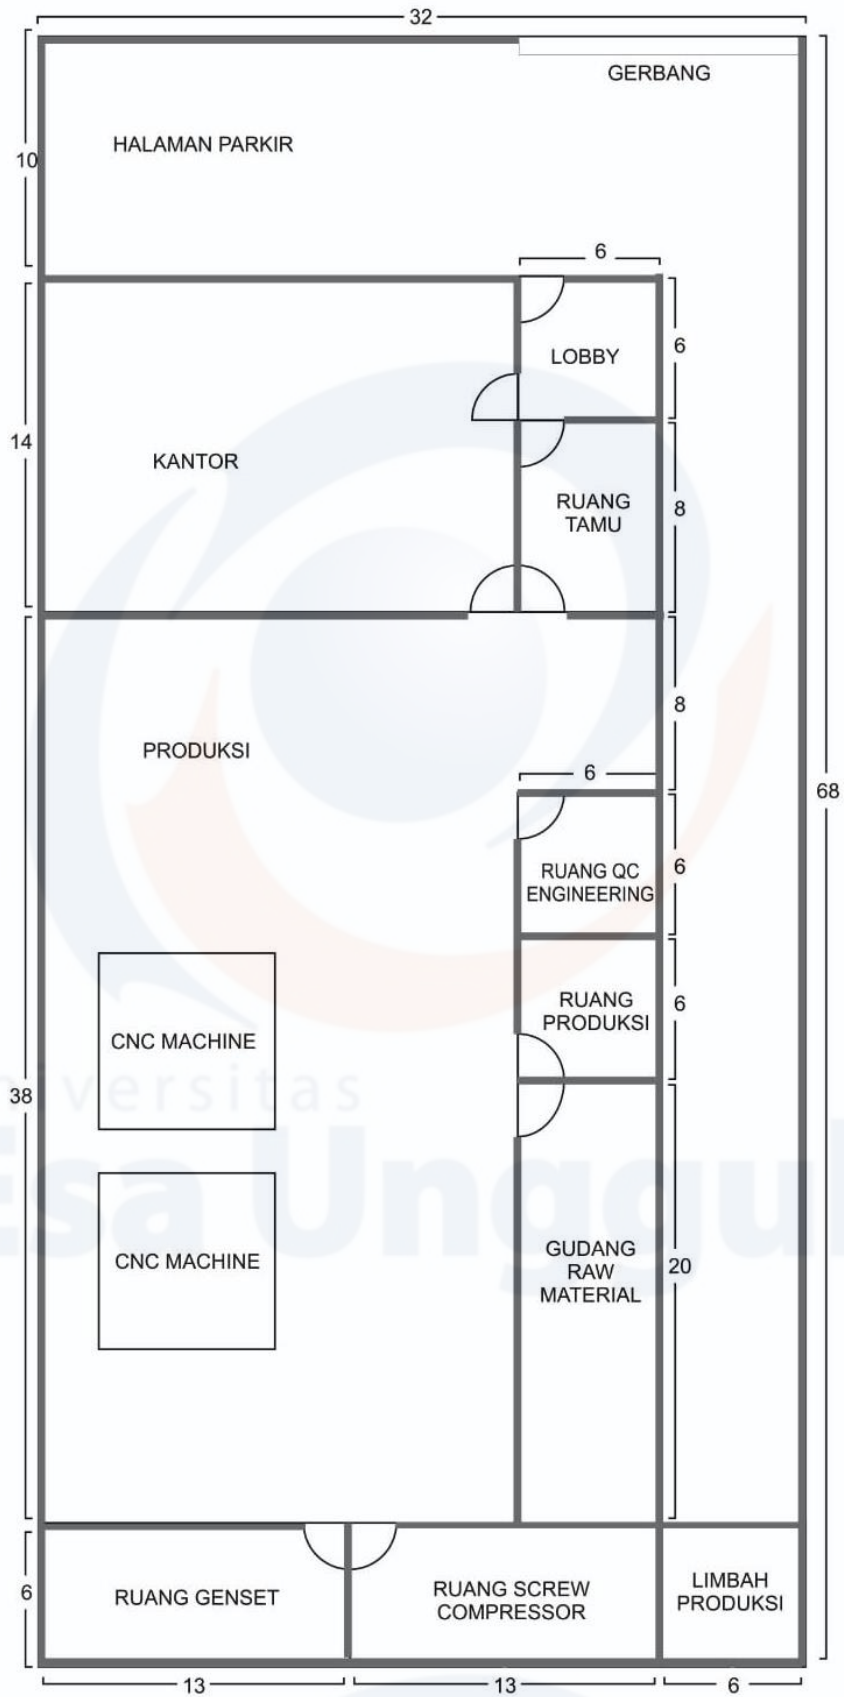 32
GERBANG
HALAMAN PARKIR
10
6
LOBBY
6
14
KANTOR
RUANG
TAMU
8
8
PRODUKSI
6
68
RUANG QC
ENGINEERING
6
RUANG
PRODUKSI
6
CNC MACHINE
38
niversitas
Esa Unggul
CNC MACHINE
GUDANG
RAW
MATERIAL
20
6
RUANG GENSET
RUANG SCREW
COMPRESSOR
LIMBAH
PRODUKSI
13
13
6